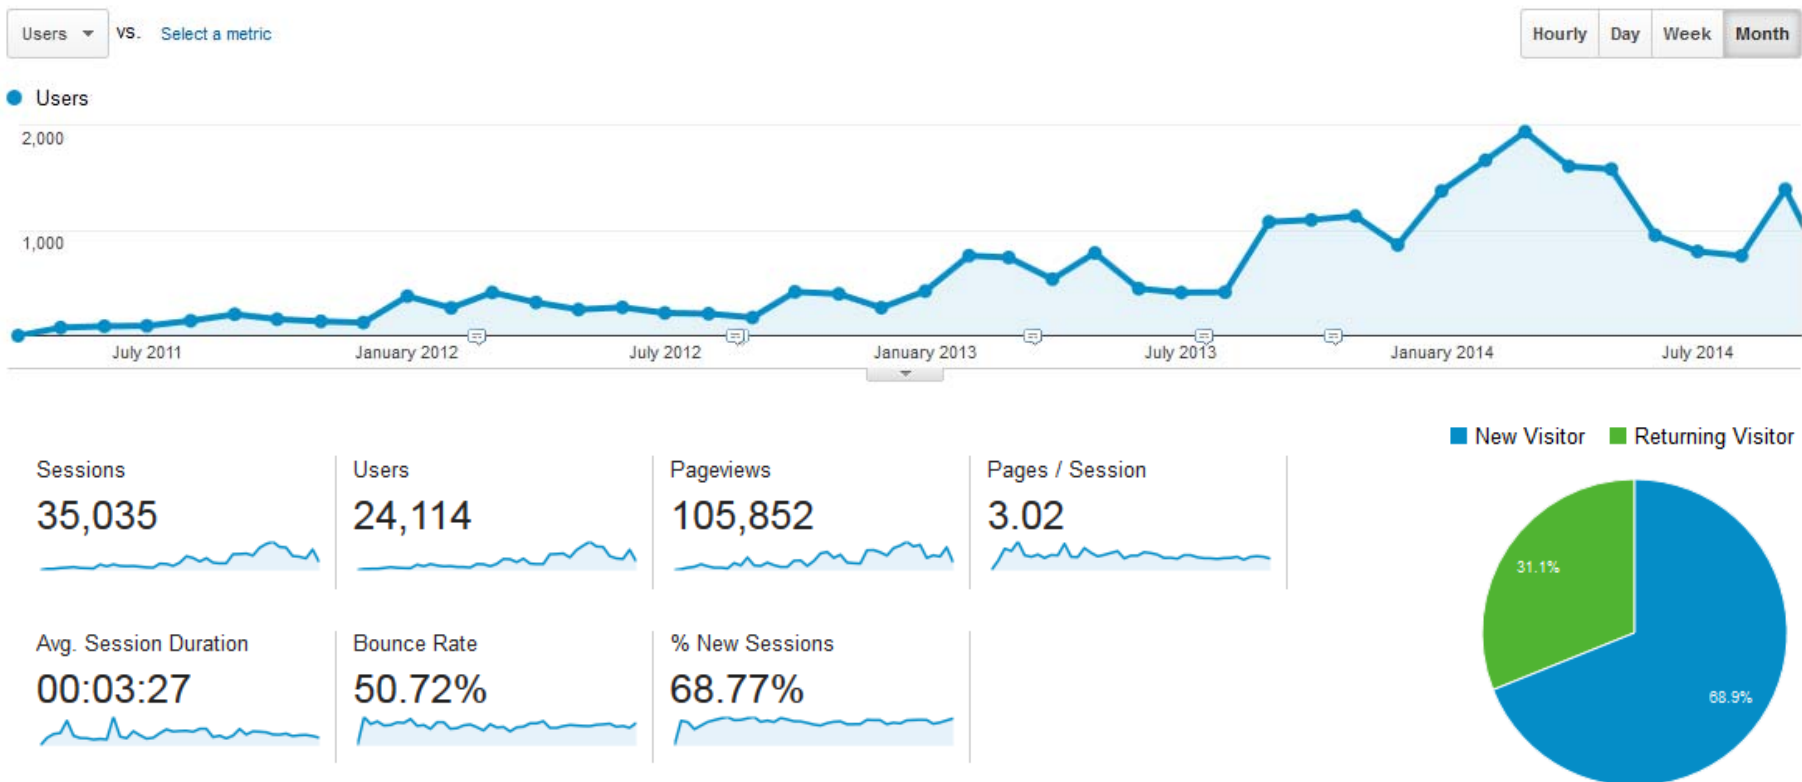 Users vs. Select a metric Hourly Day Week Month
Users
2,000
1,000
July 2011 January 2012 July 2012 January 2013 July 2013 January 2014 July 2014
New Visitor Returning Visitor
Sessions Users Pageviews Pages / Session
35,035 24,114 105,852 3.02
31.1%
Avg. Session Duration Bounce Rate % New Sessions
00:03:27 50.72% 68.77%
68.9%